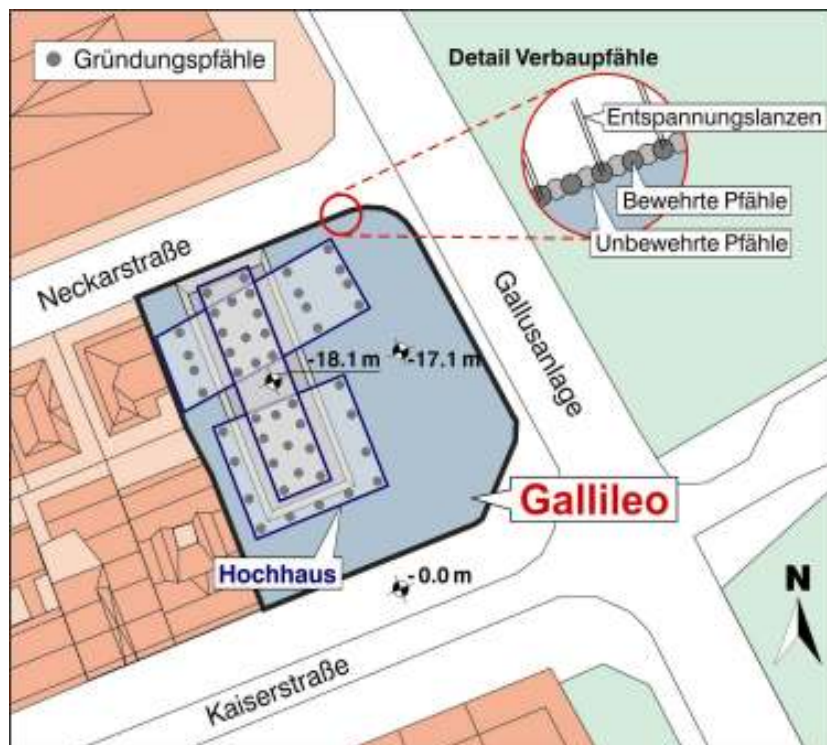 Gründungspfähle
Detail Verbaupfähle
Entspannungslanzen
Bewehrte Pfähle
Unbewehrte Pfähle
Neckarstraße
Gallusanlage
-18.1 m
-17.1 m
Gallileo
Hochhaus
- 0.0 m
N
Kaiserstraße